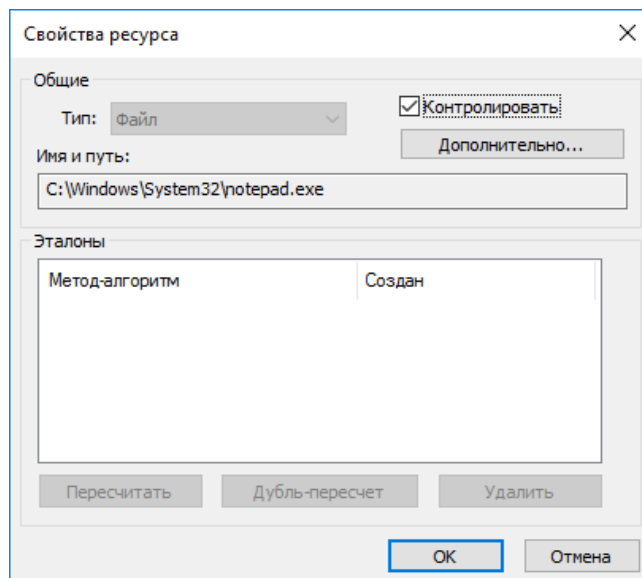 Свойства ресурса
Общие
Тип: Файл
Контролировать
Дополнительно...
Имя и путь:
C:\Windows\System32\notepad.exe
Эталоны
Метод-алгоритм Создан
Пересчитать Дубль-пересчет Удалить
ОК Отмена